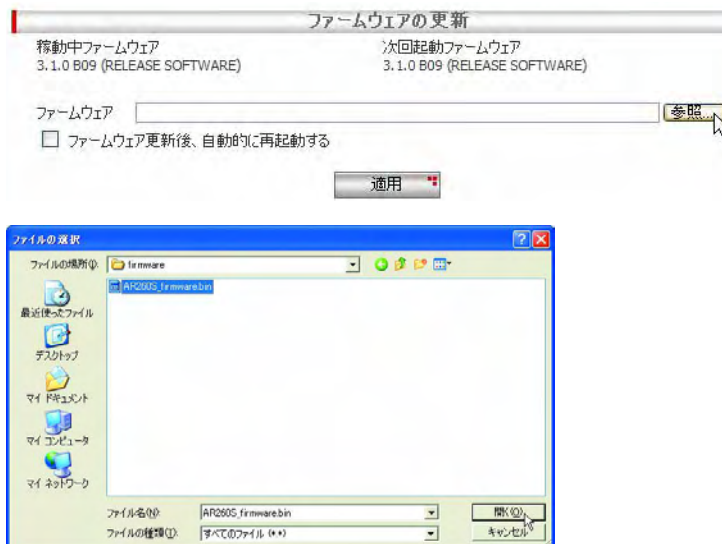 ファームウェアの更新
稼動中ファームウェア 次回起動ファームウェア
3.1.0 B09 (RELEASE SOFTWARE) 3.1.0 B09 (RELEASE SOFTWARE)
ファームウェア 参照...
ファームウェア更新後、自動的に再起動する
適用
ファイルの選択
ファイルの場所(I): firmware
AR260S_firmware.bin
最近使ったファイル
デスクトップ
マイ ドキュメント
マイ コンピュータ
マイ ネットワーク
ファイル名(N): AR260S_firmware.bin 開く(O)
ファイルの種類(T): すべてのファイル (*.*) キャンセル